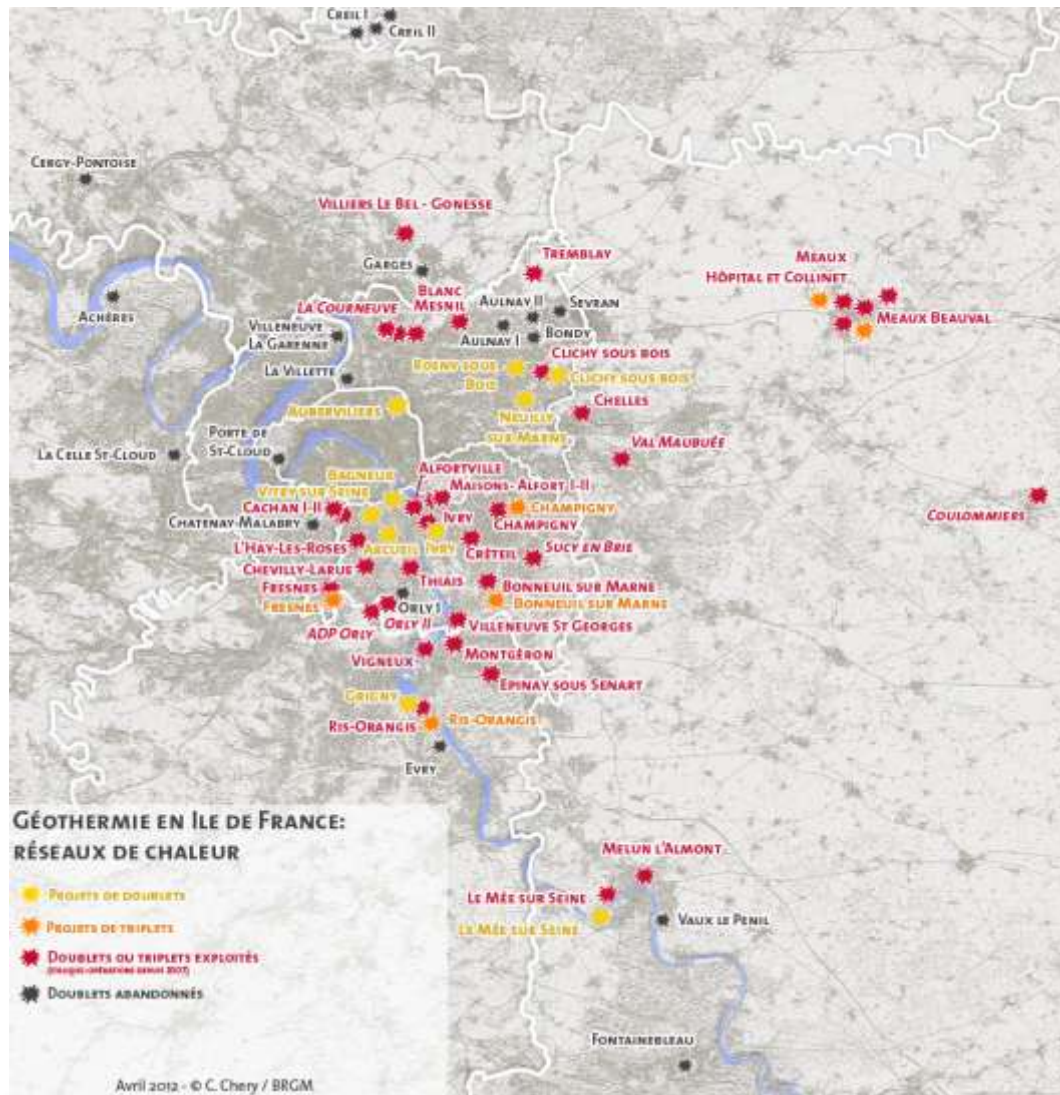 Creil I
Creil II
Cergy-Pontoise
Villiers Le Bel - Gonesse
Garges
Tremblay
Meaux
Hôpital et Collinet
Meaux Beauval
Achères
La Courneuve
Blanc
Mesnil
Aulnay II
Sevran
Aulnay I
Bondy
Villeneuve
La Garenne
La Villette
Rosny sous
Bois
Clichy sous bois
Clichy sous bois
Aubervilliers
Neuilly
sur Marne
Chelles
Val Maubuée
Porte de
St-Cloud
La Celle St-Cloud
Coulommiers
Bagneux
Vitry sur Seine
Alfortville
Maisons- Alfort I-II
Cachan I-II
Ivry
Champigny
Champigny
Chatenay-Malabry
Arcueil
Ivry
Créteil
Sucy en Brie
L'Hay-Les-Roses
Chevilly-Larue
Thiais
Bonneuil sur Marne
Fresnes
Fresnes
Orly I
Bonneuil sur Marne
ADP Orly
Orly II
Villeneuve St Georges
Vigneux
Montgéron
Epinay sous Senart
Grigny
Ris-Orangis
Ris-Orangis
Evry
Géothermie en Ile de France:
réseaux de chaleur
Projets de doublets
Projets de triplets
Doublets ou triplets exploités
Doublets abandonnés
Melun l'Almont
Le Mée sur Seine
Le Mée sur Seine
Vaux le Penil
Fontainebleau
Avril 2012 - © C. Chery / BRGM